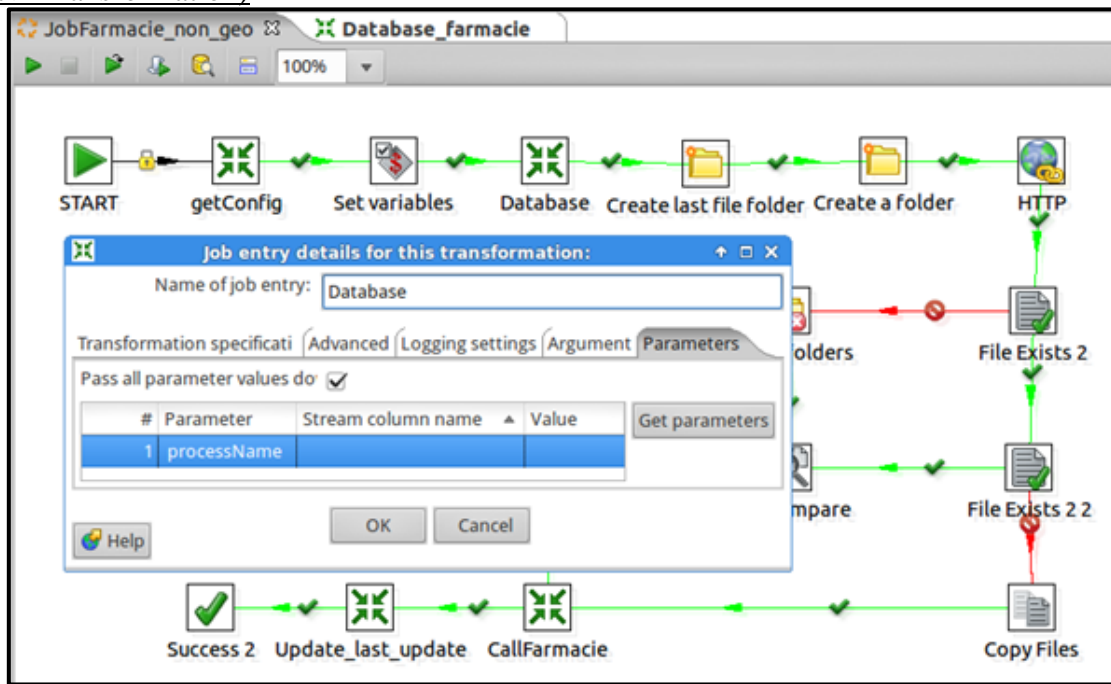 JobFarmacie_non_geo
Database_farmacie
100%
START
getConfig
Set variables
Database
Create last file folder
Create a folder
HTTP
Job entry details for this transformation:
Name of job entry:
Database
Transformation specificati
Advanced
Logging settings
Argument
Parameters
Pass all parameter values do
# Parameter Stream column name Value
1 processName
Get parameters
OK
Cancel
Help
olders
File Exists 2
mpare
File Exists 2 2
Success 2
Update_last_update
CallFarmacie
Copy Files